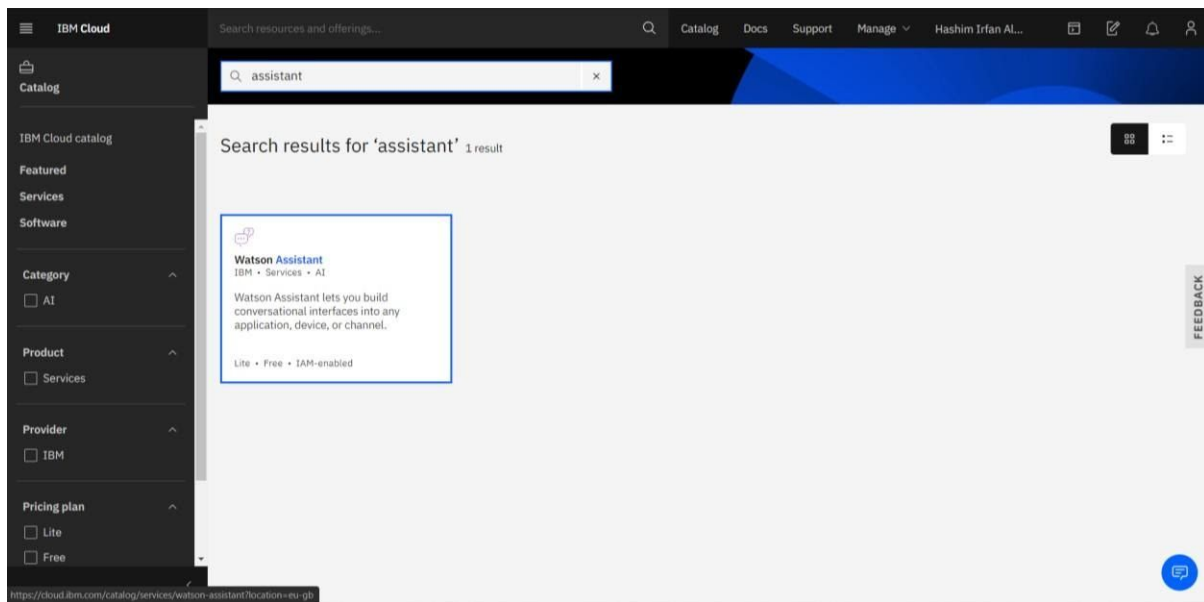 IBM Cloud
Search resources and offerings...
Catalog
Docs
Support
Manage
Hashim Irfan Al...
Catalog
assistant
IBM Cloud catalog
Featured
Services
Software
Category
AI
Product
Services
Provider
IBM
Pricing plan
Lite
Free
Search results for ‘assistant’ 1 result
Watson Assistant
IBM • Services • AI
Watson Assistant lets you build
conversational interfaces into any
application, device, or channel.
Lite • Free • IAM-enabled
FEEDBACK
https://cloud.ibm.com/catalog/services/watson-assistant?location=eu-gb